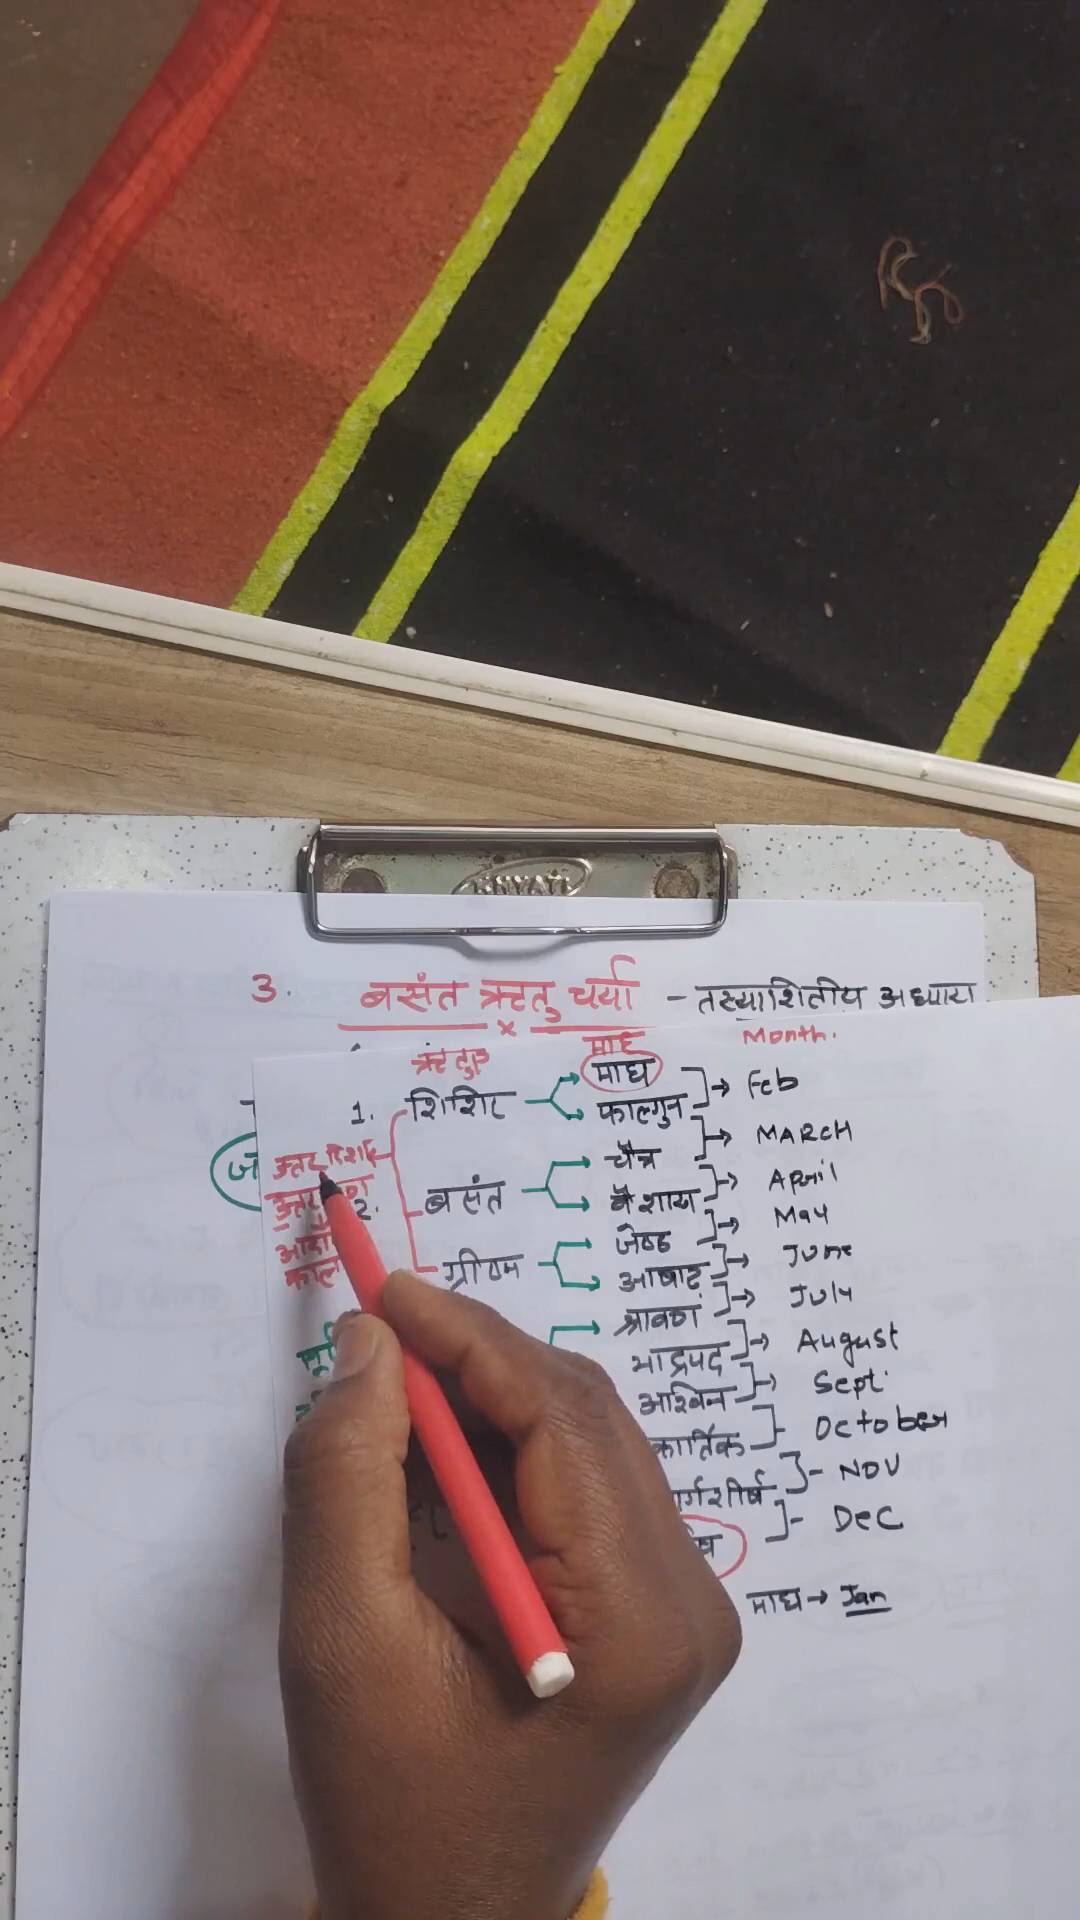 3. बसंत ऋतु चर्या - तस्याशितीय अध्याय
ऋतुए माह Month.
1. शिशिर माघ Feb
फाल्गुन
उत्तर दिशा चैत्र MARCH
2. बसंत बैशाख April
जेष्ठ May
काल ग्रीष्म आषाढ़ June
श्रावण July
भाद्रपद August
अश्विन Sept.
कार्तिक October
NOV
DEC
माघ → Jan